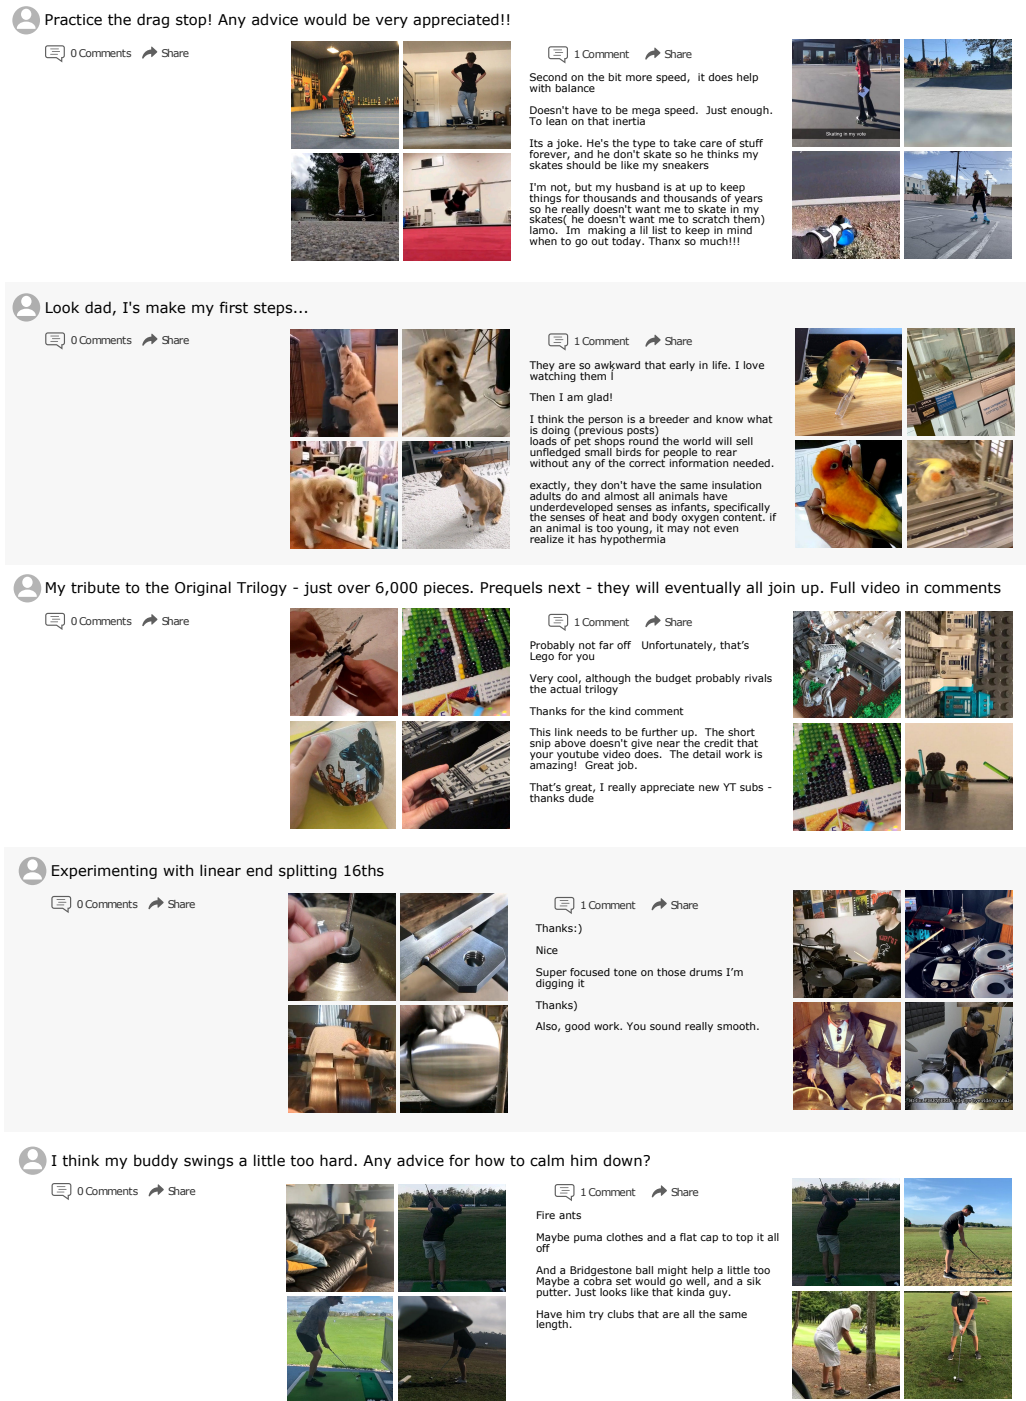 Practice the drag stop! Any advice would be very appreciated!!
0 Comments Share
1 Comment Share
Second on the bit more speed, it does help
with balance
Doesn't have to be mega speed. Just enough.
To lean on that inertia
Its a joke. He's the type to take care of stuff
forever, and he don't skate so he thinks my
skates should be like my sneakers
I'm not, but my husband is at up to keep
things for thousands and thousands of years
so he really doesn't want me to skate in my
skates( he doesn't want me to scratch them)
lamo. Im making a lil list to keep in mind
when to go out today. Thanx so much!!!
Skating in my vote
Look dad, I's make my first steps...
0 Comments Share
1 Comment Share
They are so awkward that early in life. I love
watching them
Then I am glad!
I think the person is a breeder and know what
is doing (previous posts)
loads of pet shops round the world will sell
unfledged small birds for people to rear
without any of the correct information needed.
exactly, they don't have the same insulation
adults do and almost all animals have
underdeveloped senses as infants, specifically
the senses of heat and body oxygen content. if
an animal is too young, it may not even
realize it has hypothermia
My tribute to the Original Trilogy - just over 6,000 pieces. Prequels next - they will eventually all join up. Full video in comments
0 Comments Share
1 Comment Share
Probably not far off Unfortunately, that's
Lego for you
Very cool, although the budget probably rivals
the actual trilogy
Thanks for the kind comment
This link needs to be further up. The short
snip above doesn't give near the credit that
your youtube video does. The detail work is
amazing! Great job.
That's great, I really appreciate new YT subs -
thanks dude
Experimenting with linear end splitting 16ths
0 Comments Share
1 Comment Share
Thanks:)
Nice
Super focused tone on those drums I'm
digging it
Thanks)
Also, good work. You sound really smooth.
I think my buddy swings a little too hard. Any advice for how to calm him down?
0 Comments Share
1 Comment Share
Fire ants
Maybe puma clothes and a flat cap to top it all
off
And a Bridgestone ball might help a little too
Maybe a cobra set would go well, and a sik
putter. Just looks like that kinda guy.
Have him try clubs that are all the same
length.